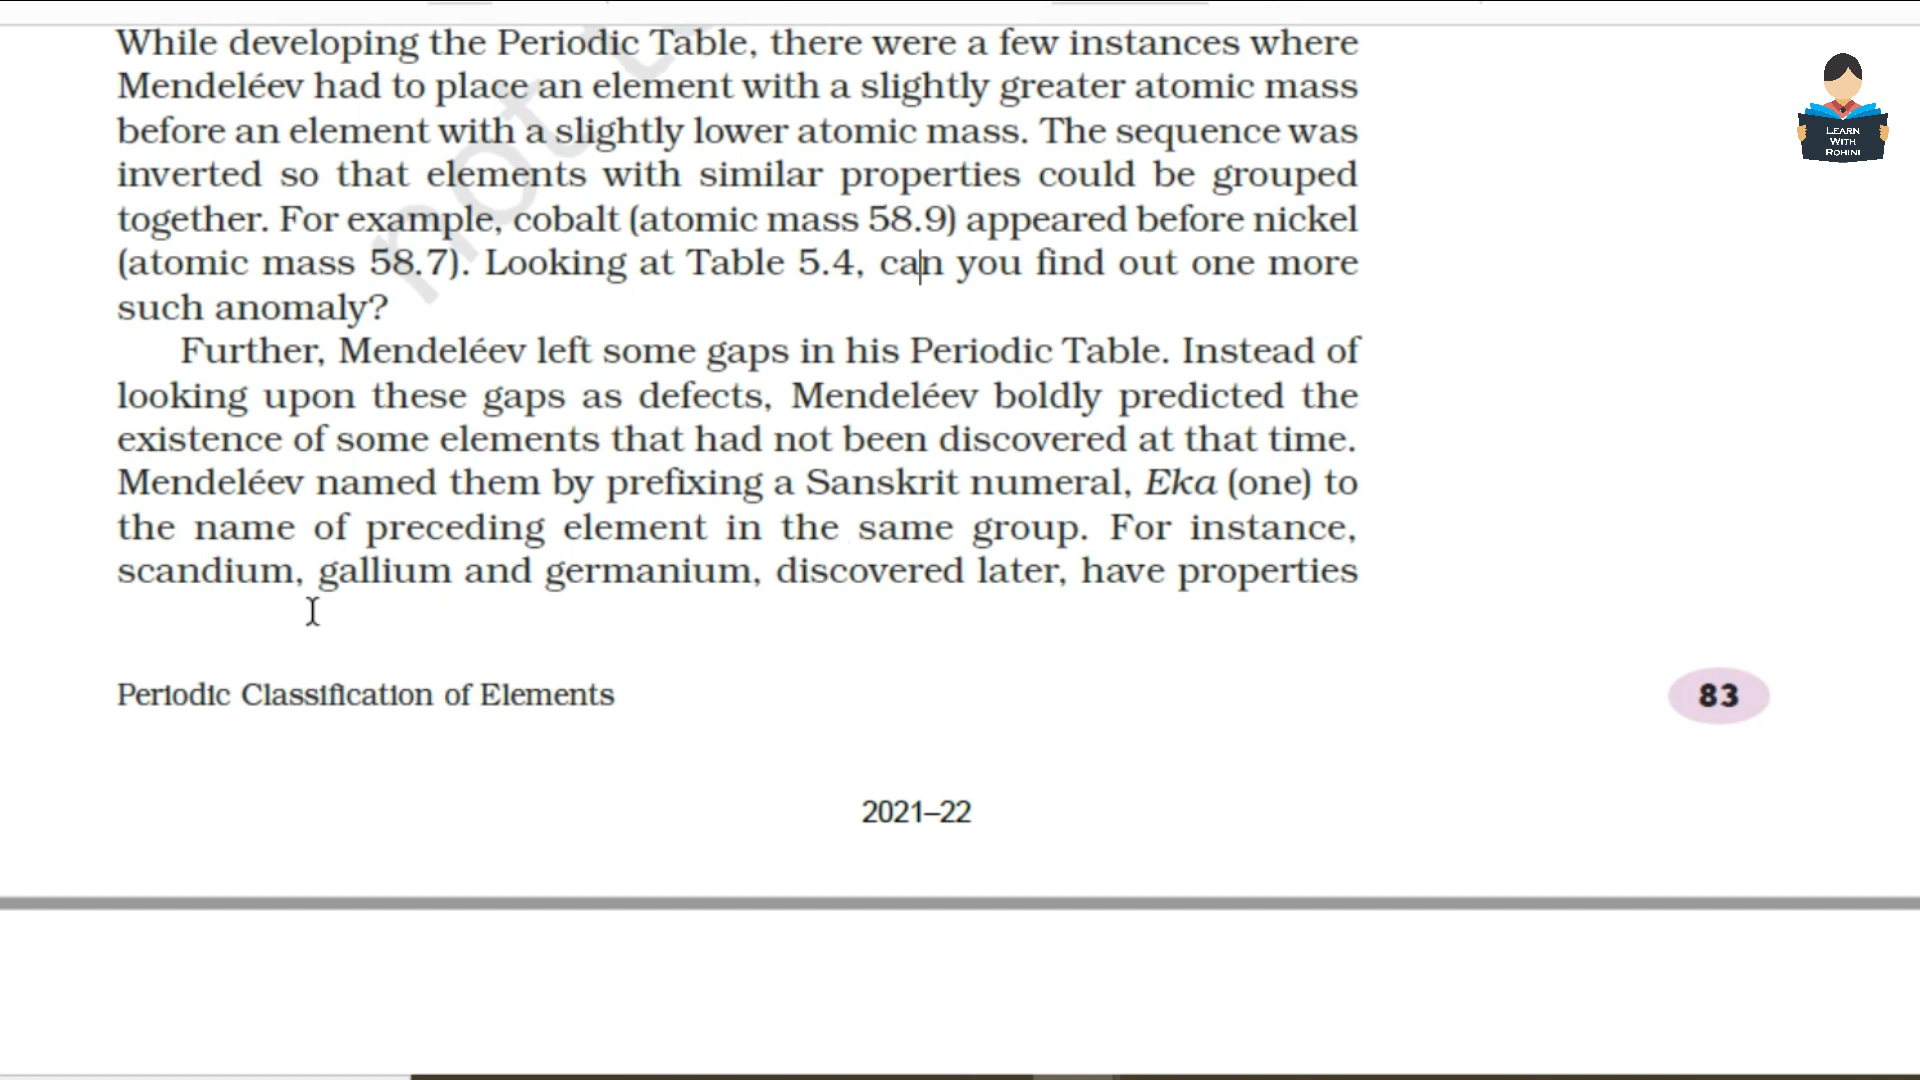 While developing the Periodic Table, there were a few instances where
Mendeléev had to place an element with a slightly greater atomic mass
before an element with a slightly lower atomic mass. The sequence was
inverted so that elements with similar properties could be grouped
together. For example, cobalt (atomic mass 58.9) appeared before nickel
(atomic mass 58.7). Looking at Table 5.4, can you find out one more
such anomaly?
Further, Mendeléev left some gaps in his Periodic Table. Instead of
looking upon these gaps as defects, Mendeléev boldly predicted the
existence of some elements that had not been discovered at that time.
Mendeléev named them by prefixing a Sanskrit numeral, Eka (one) to
the name of preceding element in the same group. For instance,
scandium, gallium and germanium, discovered later, have properties
Periodic Classification of Elements
83
2021–22
LEARN
WITH
ROHINI
not